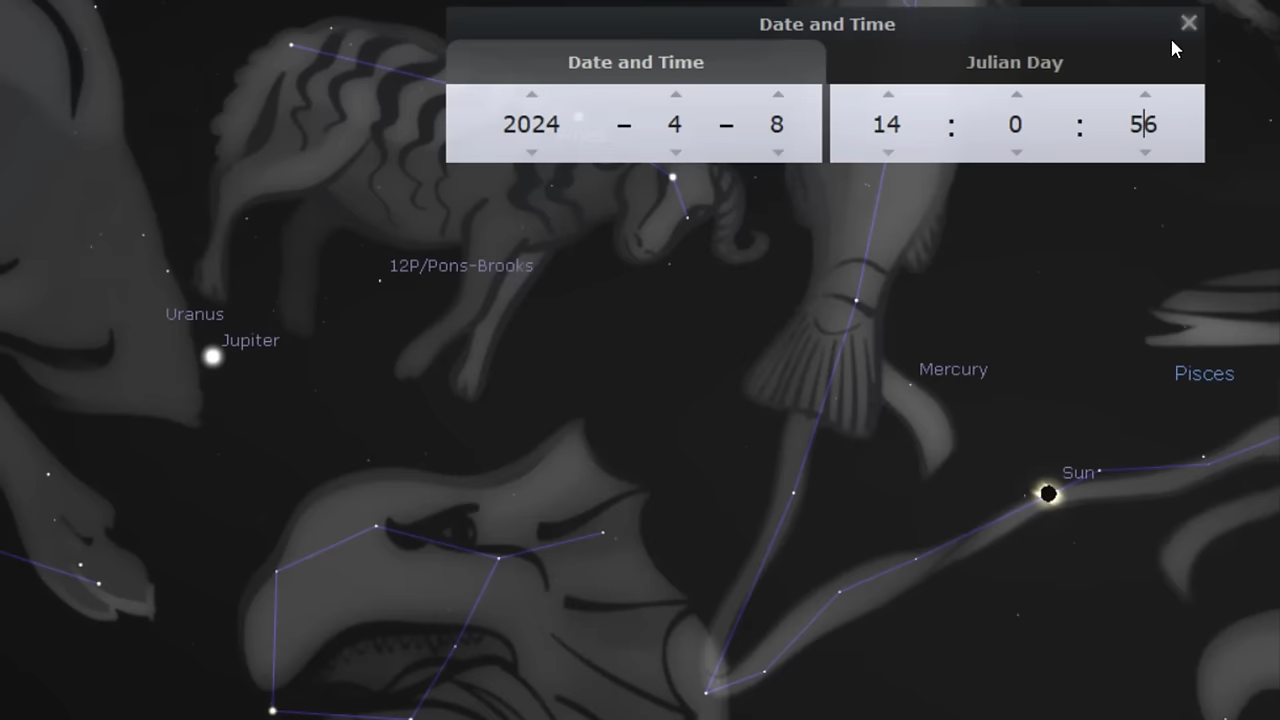 Date and Time
Date and Time
Julian Day
2024 - 4 - 8
14 : 0 : 56
12P/Pons-Brooks
Uranus
Jupiter
Mercury
Pisces
Sun